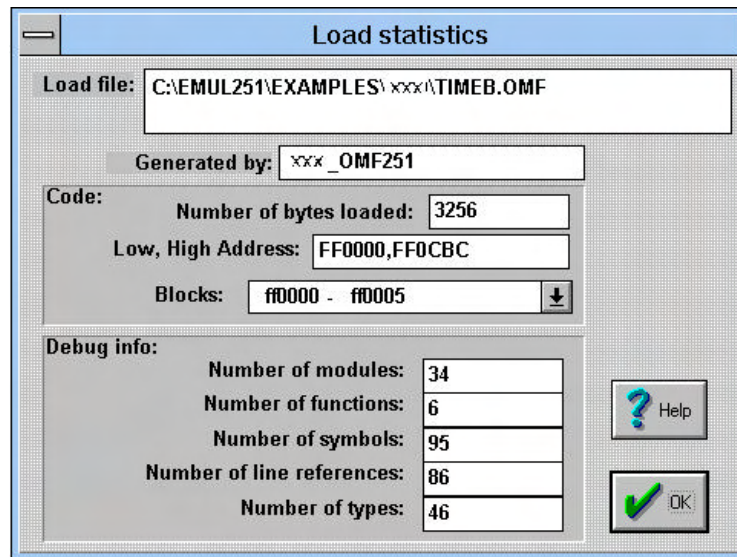 Load statistics
Load file: C:\EMUL251\EXAMPLES\ xxx\TIMEB.OMF
Generated by: xxx _OMF251
Code:
Number of bytes loaded: 3256
Low, High Address: FF0000,FF0CBC
Blocks: ff0000 - ff0005
Debug info:
Number of modules: 34
Number of functions: 6
Number of symbols: 95
Number of line references: 86
Number of types: 46
Help
OK